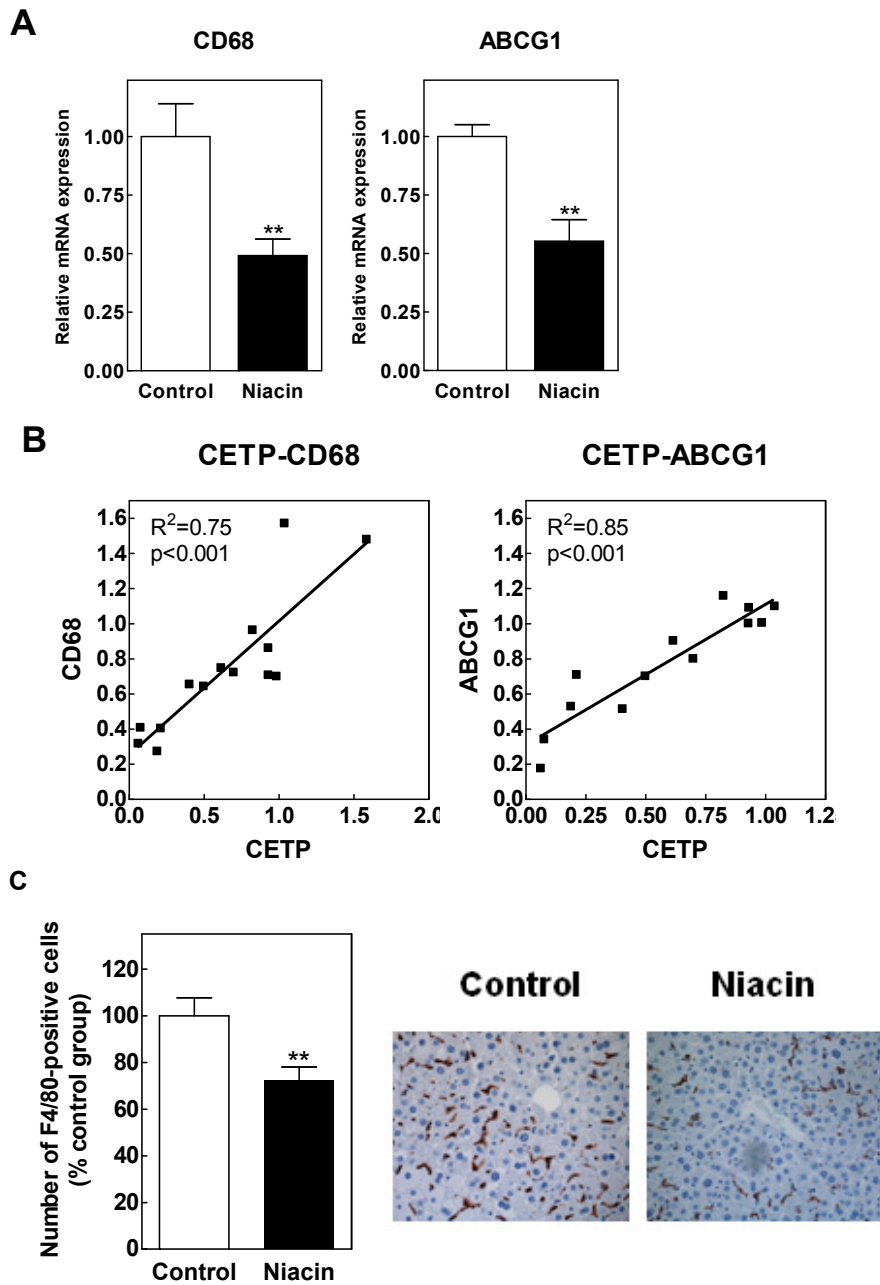 A
CD68
ABCG1
Relative mRNA expression
1.00
0.75
0.50
0.25
0.00
**
Control Niacin
Relative mRNA expression
1.00
0.75
0.50
0.25
0.00
**
Control Niacin
B
CETP-CD68
CETP-ABCG1
R²=0.75
p<0.001
CD68
1.6
1.4
1.2
1.0
0.8
0.6
0.4
0.2
0.0
0.0 0.5 1.0 1.5 2.0
CETP
R²=0.85
p<0.001
ABCG1
1.6
1.4
1.2
1.0
0.8
0.6
0.4
0.2
0.0
0.00 0.25 0.50 0.75 1.00 1.2
CETP
C
Number of F4/80-positive cells
(% control group)
120
100
80
60
40
20
0
**
Control Niacin
Control Niacin